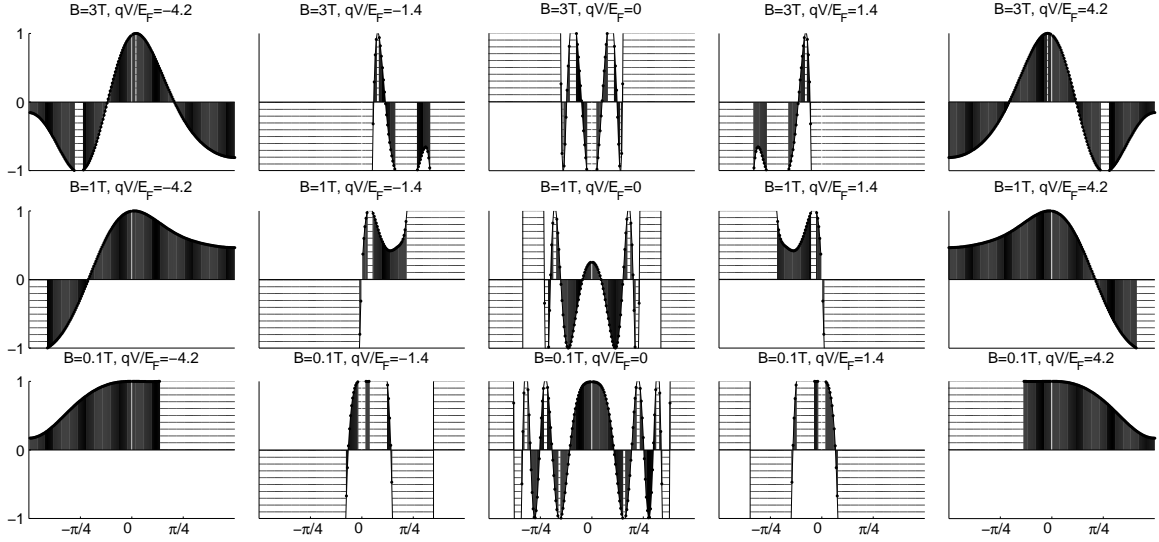 B=3T, qV/E_F=−4.2
B=3T, qV/E_F=−1.4
B=3T, qV/E_F=0
B=3T, qV/E_F=1.4
B=3T, qV/E_F=4.2
1
0
−1
B=1T, qV/E_F=−4.2
B=1T, qV/E_F=−1.4
B=1T, qV/E_F=0
B=1T, qV/E_F=1.4
B=1T, qV/E_F=4.2
1
0
−1
B=0.1T, qV/E_F=−4.2
B=0.1T, qV/E_F=−1.4
B=0.1T, qV/E_F=0
B=0.1T, qV/E_F=1.4
B=0.1T, qV/E_F=4.2
1
0
−1
−π/4 0 π/4
−π/4 0 π/4
−π/4 0 π/4
−π/4 0 π/4
−π/4 0 π/4